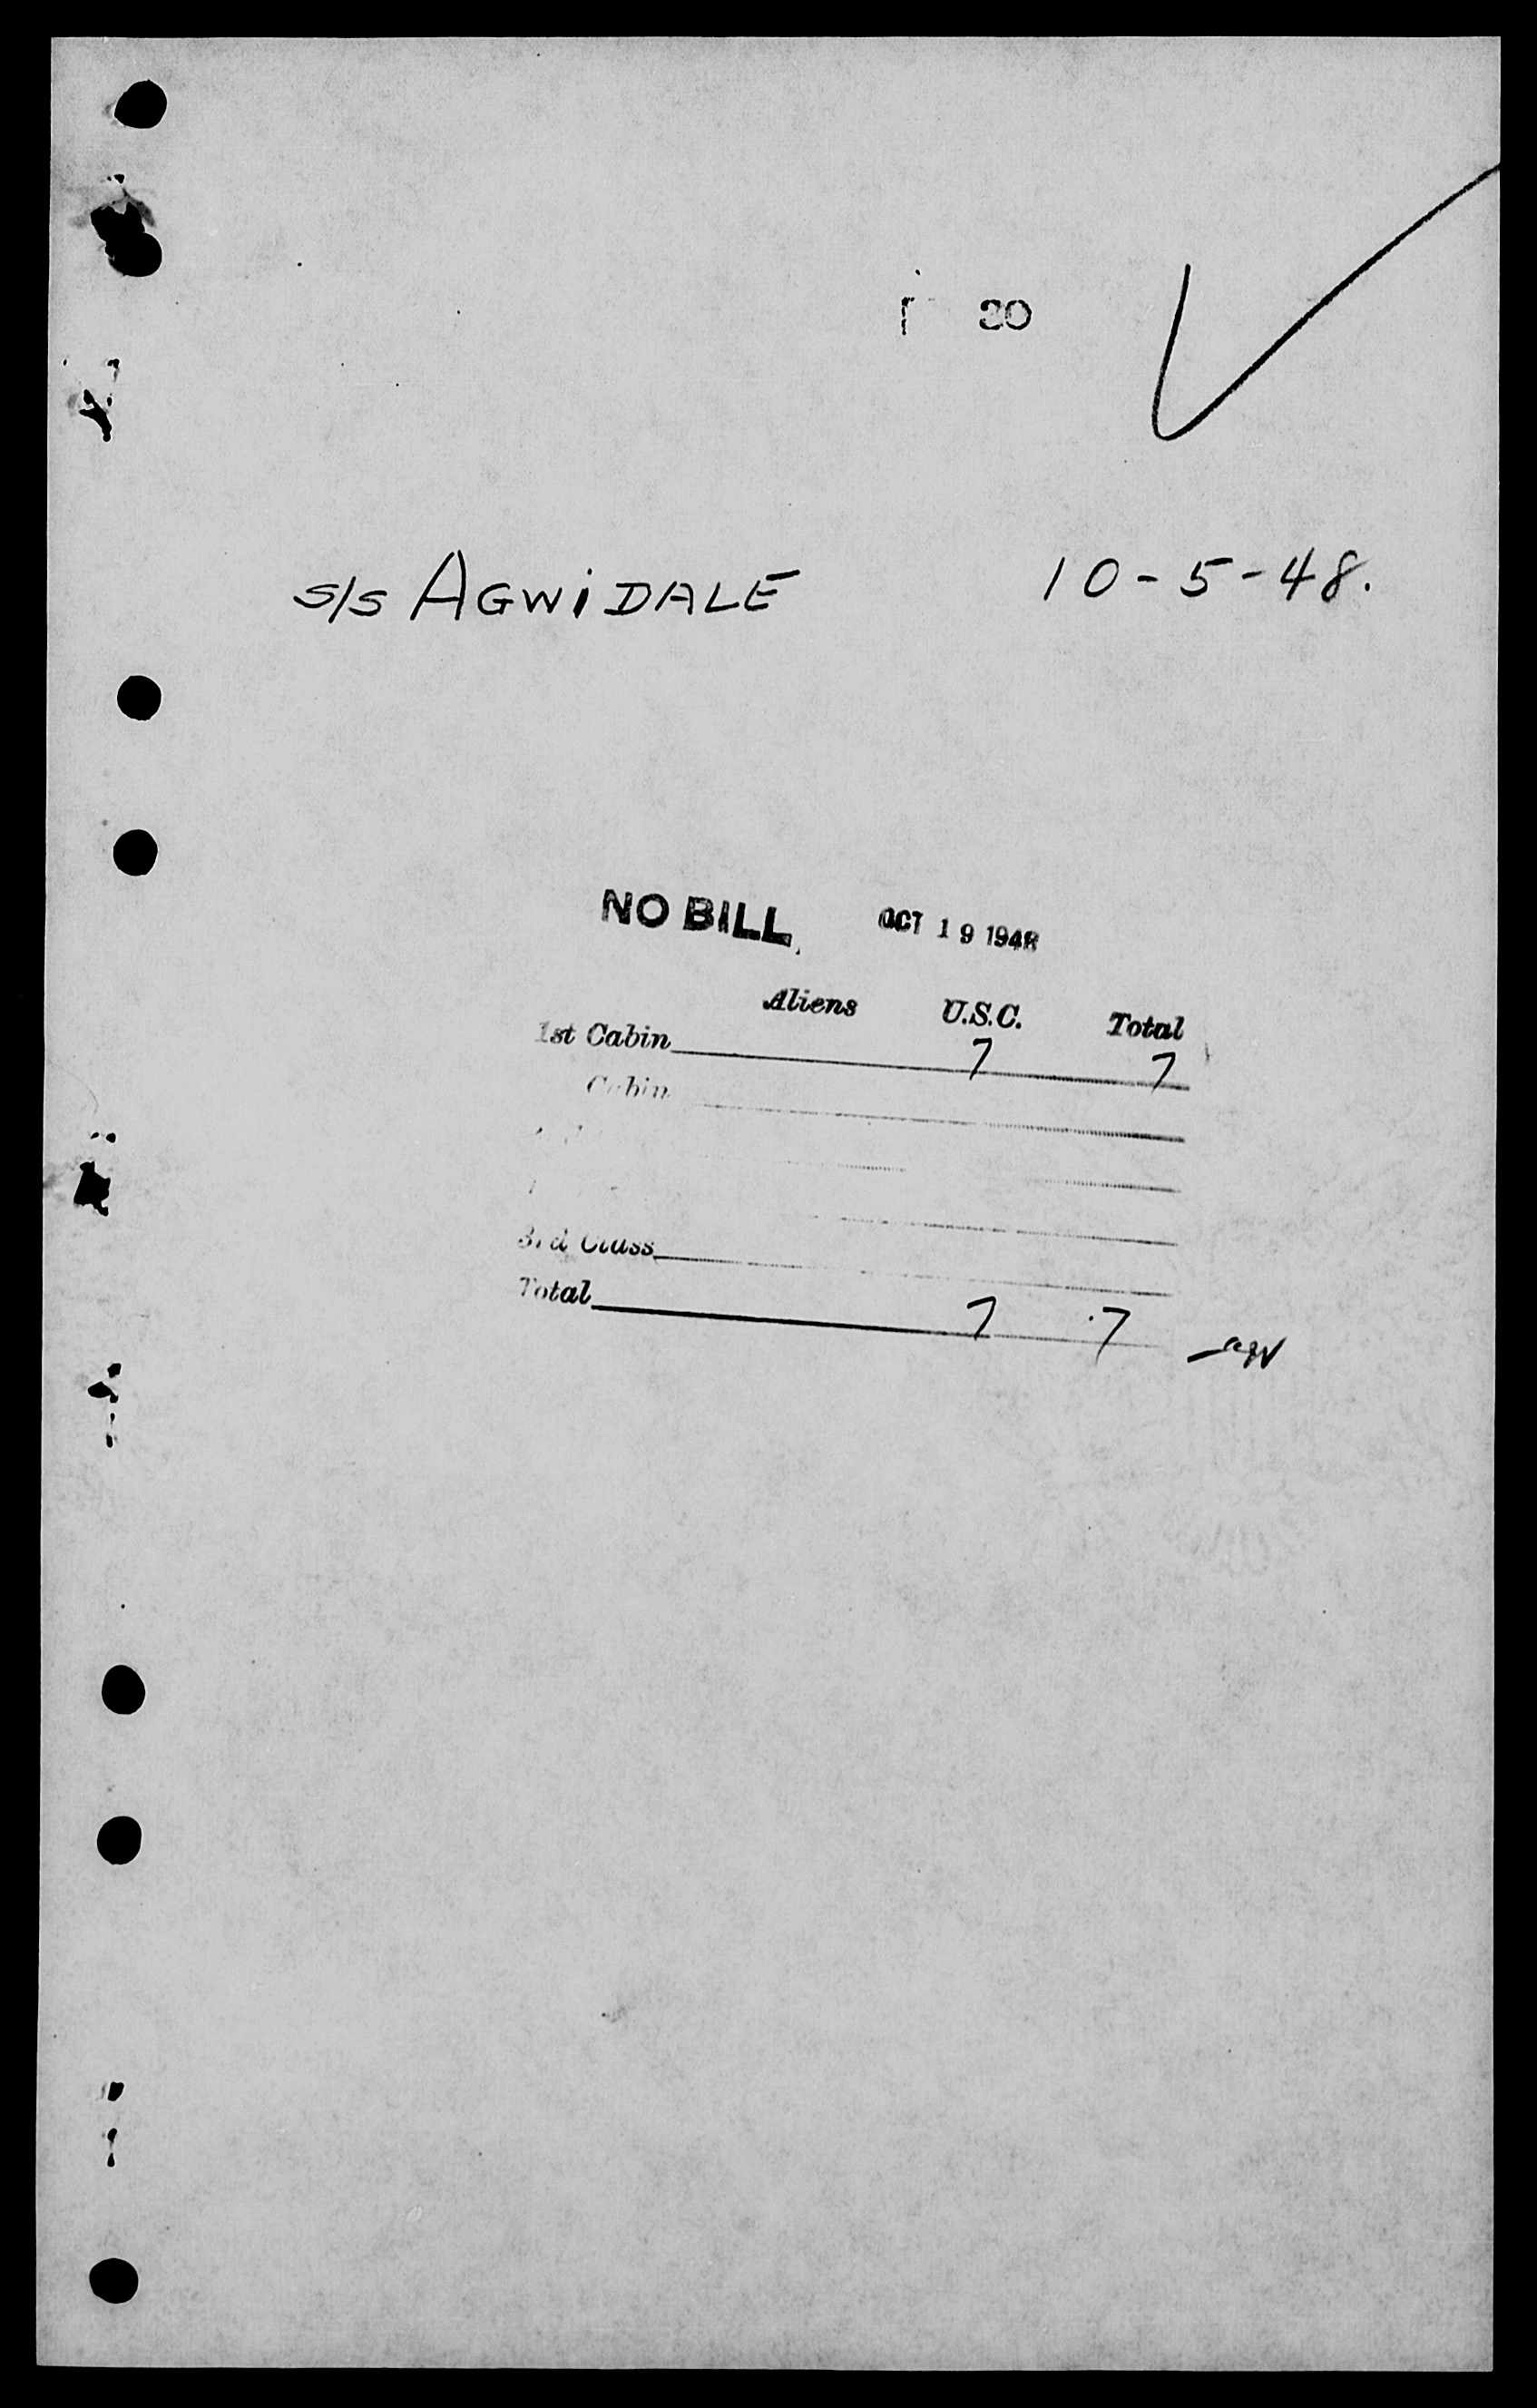 20
S/S AGWiDALE 10-5-48.
NO BILL OCT 19 1948
Aliens U.S.C. Total
1st Cabin 7 7
Cabin
3rd Class
Total 7 7